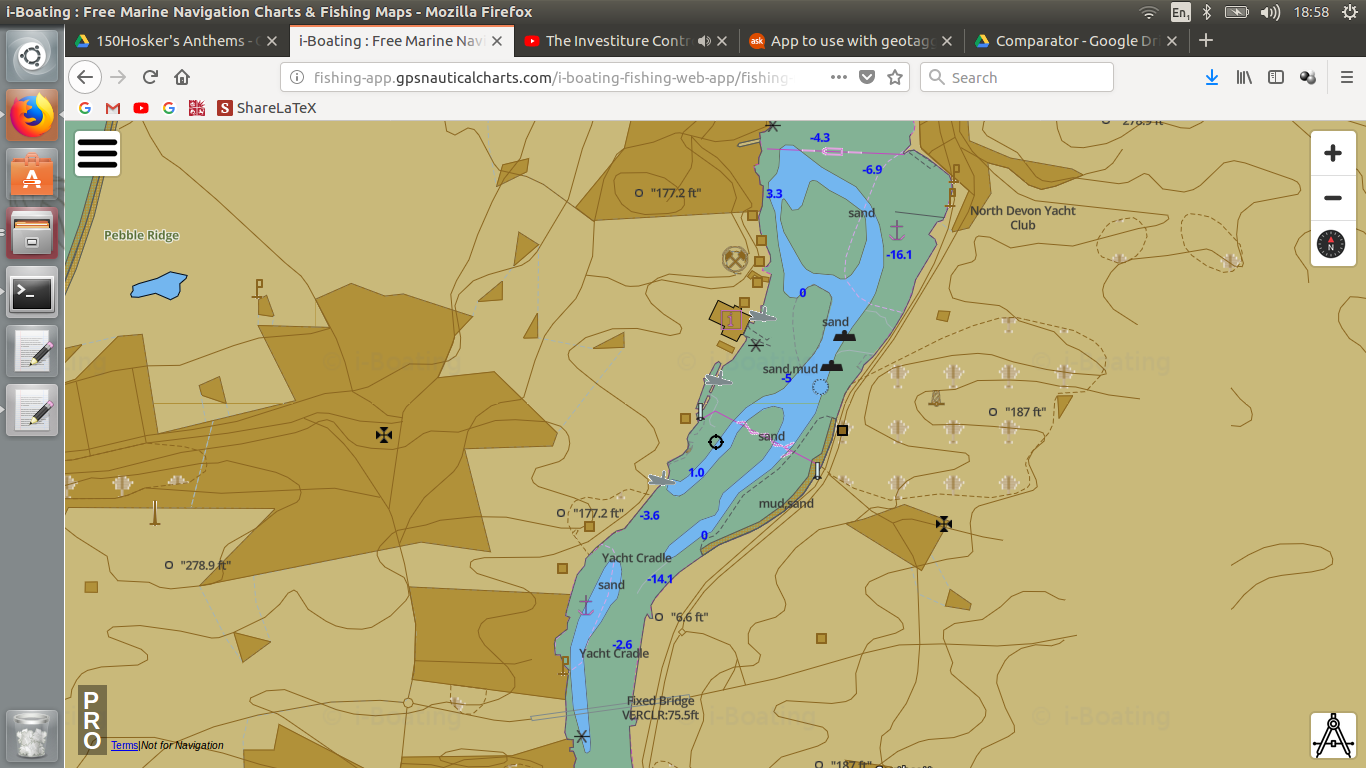 i-Boating : Free Marine Navigation Charts & Fishing Maps - Mozilla Firefox
En1
18:58
150Hosker's Anthems - G
i-Boating : Free Marine Navi
The Investiture Contr
ask
App to use with geotagg
Comparator - Google Dri
fishing-app.gpsnauticalcharts.com/i-boating-fishing-web-app/fishing-
Search
S ShareLaTeX
278.9 ft"
-4.3
-6.9
"177.2 ft"
3.3
sand
North Devon Yacht
Club
Pebble Ridge
-16.1
N
0
sand
© i-Boating
© i-Boating
sand,mud
-5
"187 ft"
sand
1.0
mud,sand
"177.2 ft"
-3.6
0
Yacht Cradle
"278.9 ft"
-14.1
sand
"6.6 ft"
-2.6
Yacht Cradle
Fixed Bridge
VERCLR:75.5ft
© i-Boating
© i-Boating
PRO
Terms|Not for Navigation
"187 ft"